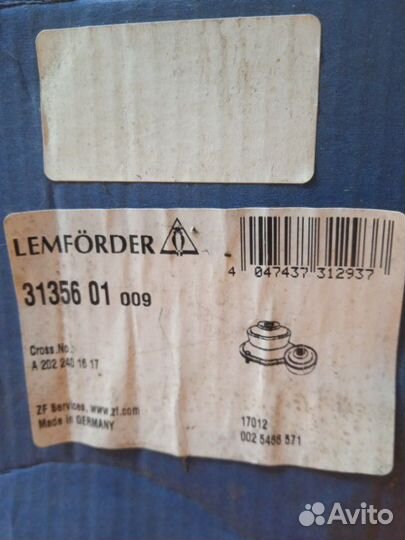 LEMFÖRDER
4 047437 312937
31356 01 009
Cross.No.:
A 202 240 16 17
ZF Services, www.zf.com
Made in GERMANY
17012
002 5466 571
Avito